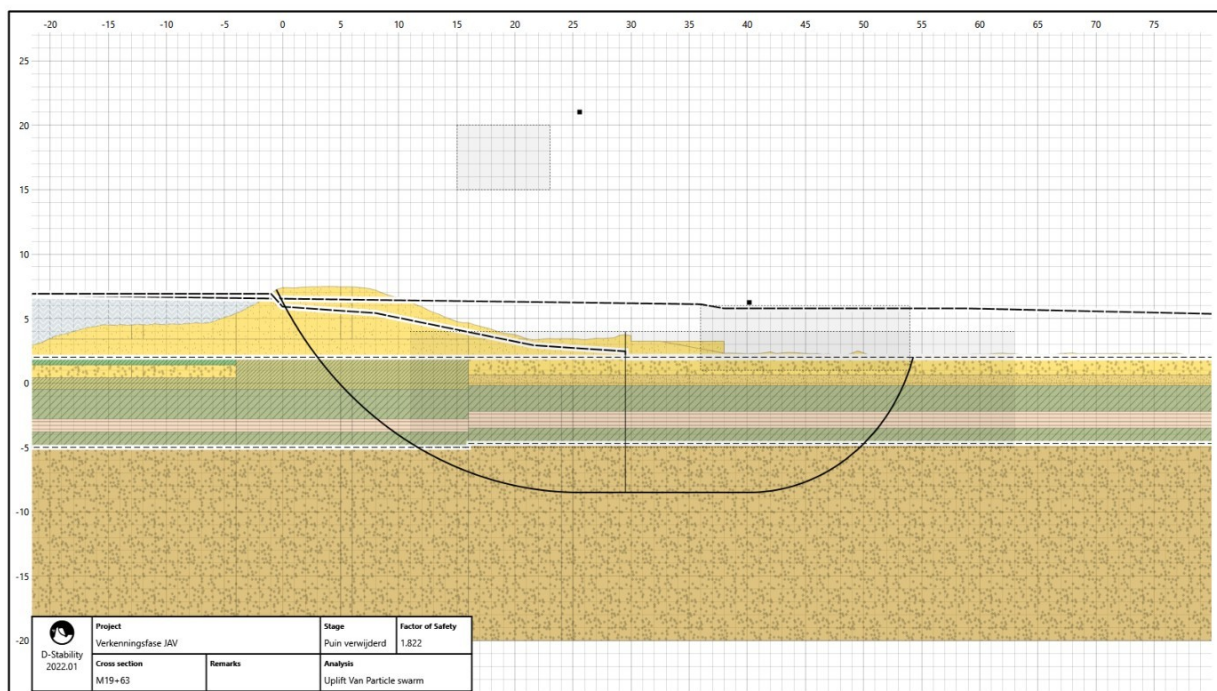 -20 -15 -10 -5 0 5 10 15 20 25 30 35 40 45 50 55 60 65 70 75
25
20
15
10
5
0
-5
-10
-15
-20
D-Stability
2022.01
Project
Verkenningsfase JAV
Stage
Puin verwijderd
Factor of Safety
1.822
Cross section
M19+63
Remarks
Analysis
Uplift Van Particle swarm